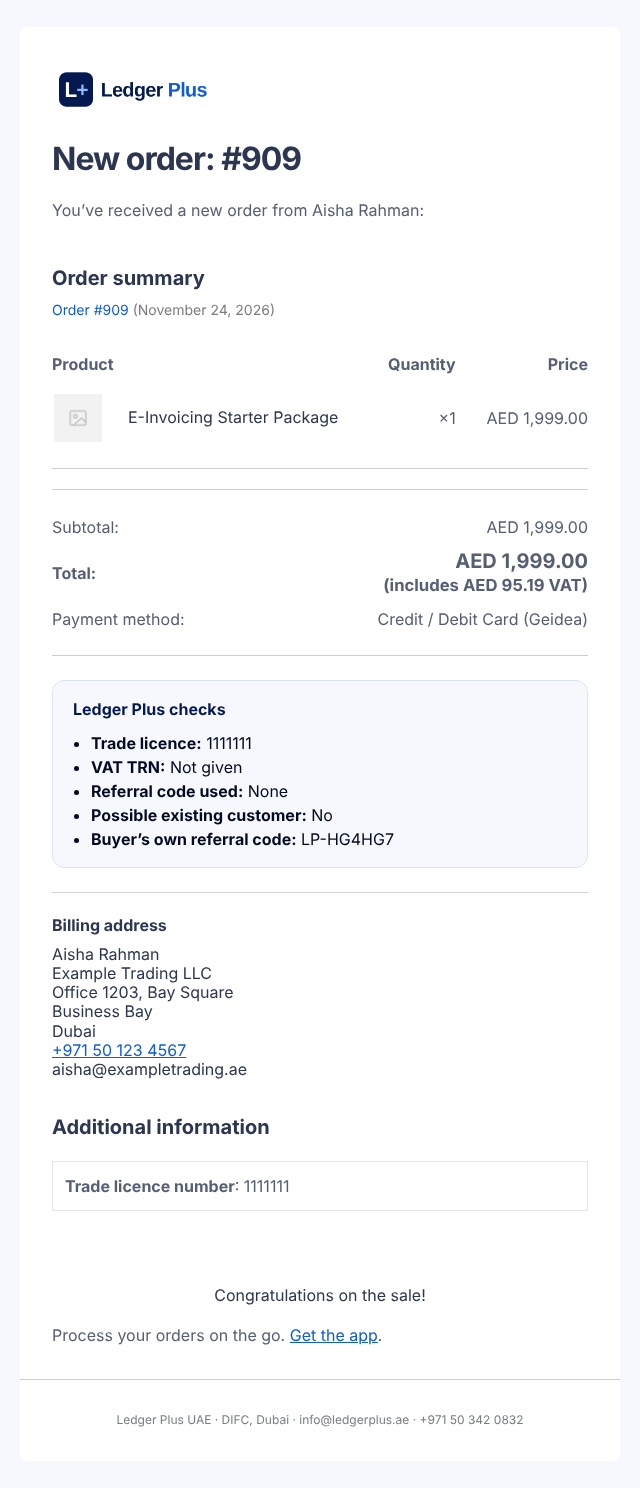 L+ Ledger Plus
New order: #909
You’ve received a new order from Aisha Rahman:
Order summary
Order #909 (November 24, 2026)
Product Quantity Price
E-Invoicing Starter Package ×1 AED 1,999.00
Subtotal: AED 1,999.00
Total: AED 1,999.00
(includes AED 95.19 VAT)
Payment method: Credit / Debit Card (Geidea)
Ledger Plus checks
• Trade licence: 1111111
• VAT TRN: Not given
• Referral code used: None
• Possible existing customer: No
• Buyer’s own referral code: LP-HG4HG7
Billing address
Aisha Rahman
Example Trading LLC
Office 1203, Bay Square
Business Bay
Dubai
+971 50 123 4567
aisha@exampletrading.ae
Additional information
Trade licence number: 1111111
Congratulations on the sale!
Process your orders on the go. Get the app.
Ledger Plus UAE · DIFC, Dubai · info@ledgerplus.ae · +971 50 342 0832